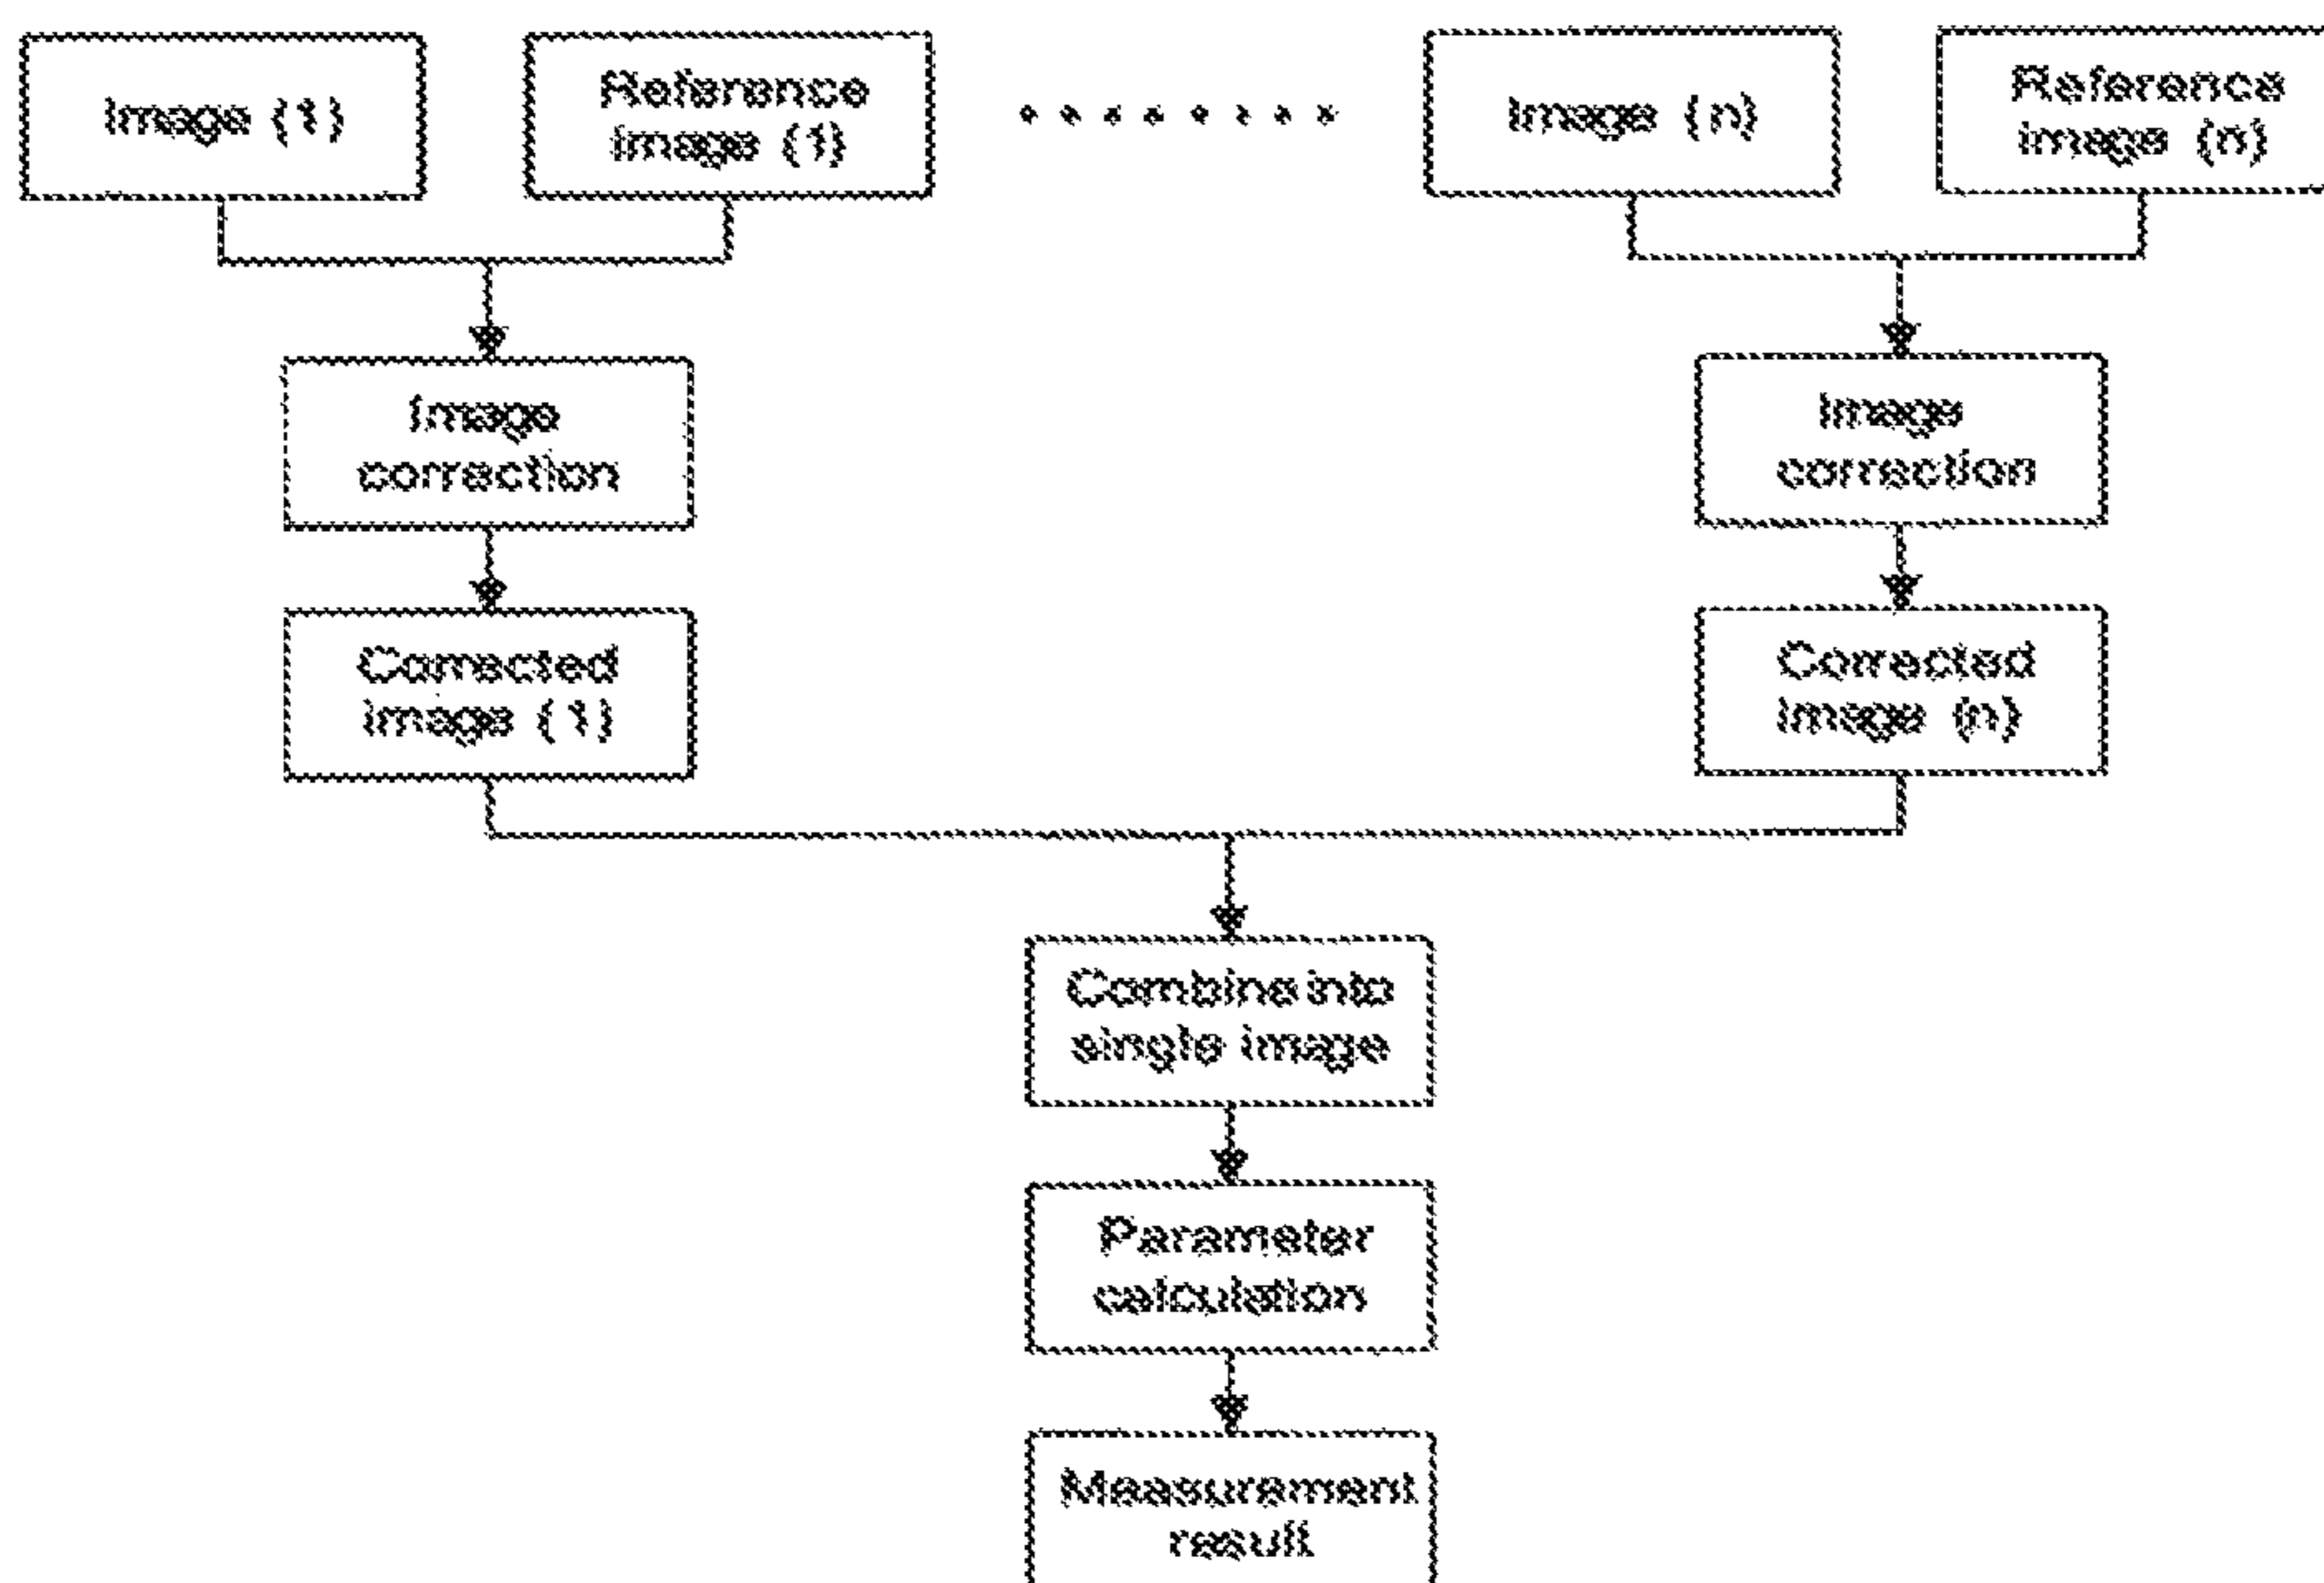 Image (1)
Reference
image (1)
Image (n)
Reference
image (n)
Image
correction
Image
correction
Corrected
image (1)
Corrected
image (n)
Combine into
single image
Parameter
calculation
Measurement
result